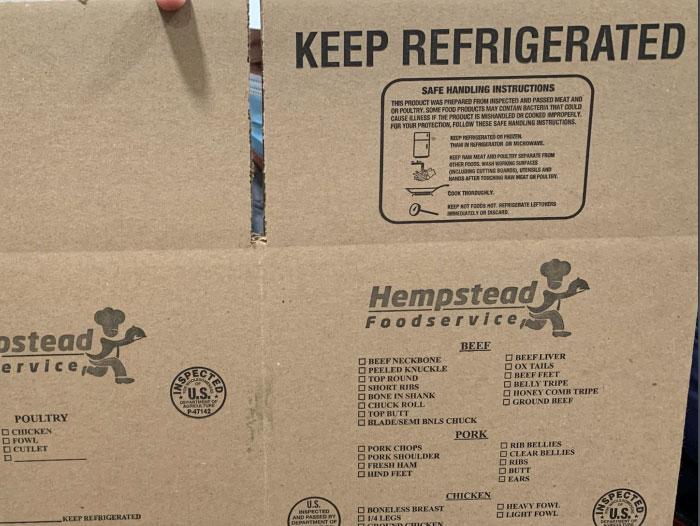 KEEP REFRIGERATED
SAFE HANDLING INSTRUCTIONS
THIS PRODUCT WAS PREPARED FROM INSPECTED AND PASSED MEAT AND
OR POULTRY. SOME FOOD PRODUCTS MAY CONTAIN BACTERIA THAT COULD
CAUSE ILLNESS IF THE PRODUCT IS MISHANDLED OR COOKED IMPROPERLY.
FOR YOUR PROTECTION, FOLLOW THESE SAFE HANDLING INSTRUCTIONS.
KEEP REFRIGERATED OR FROZEN.
THAW IN REFRIGERATOR OR MICROWAVE.
KEEP RAW MEAT AND POULTRY SEPARATE FROM
OTHER FOODS. WASH WORKING SURFACES
(INCLUDING CUTTING BOARDS), UTENSILS AND
HANDS AFTER TOUCHING RAW MEAT OR POULTRY.
COOK THOROUGHLY.
KEEP HOT FOODS HOT. REFRIGERATE LEFTOVERS
IMMEDIATELY OR DISCARD.
pstead
ervice
INSPECTED
U.S.
DEPARTMENT OF
AGRICULTURE
P-47142
POULTRY
CHICKEN
FOWL
CUTLET
KEEP REFRIGERATED
Hempstead
Foodservice
BEEF
BEEF NECKBONE
PEELED KNUCKLE
TOP ROUND
SHORT RIBS
BONE IN SHANK
CHUCK ROLL
TOP BUTT
BLADE/SEMI BNLS CHUCK
BEEF LIVER
OX TAILS
BEEF FEET
BELLY TRIPE
HONEY COMB TRIPE
GROUND BEEF
PORK
PORK CHOPS
PORK SHOULDER
FRESH HAM
HIND FEET
RIB BELLIES
CLEAR BELLIES
RIBS
BUTT
EARS
CHICKEN
BONELESS BREAST
1/4 LEGS
GROUND CHICKEN
HEAVY FOWL
LIGHT FOWL
U.S.
INSPECTED
AND PASSED BY
DEPARTMENT OF
INSPECTED
U.S.
DEPARTMENT OF